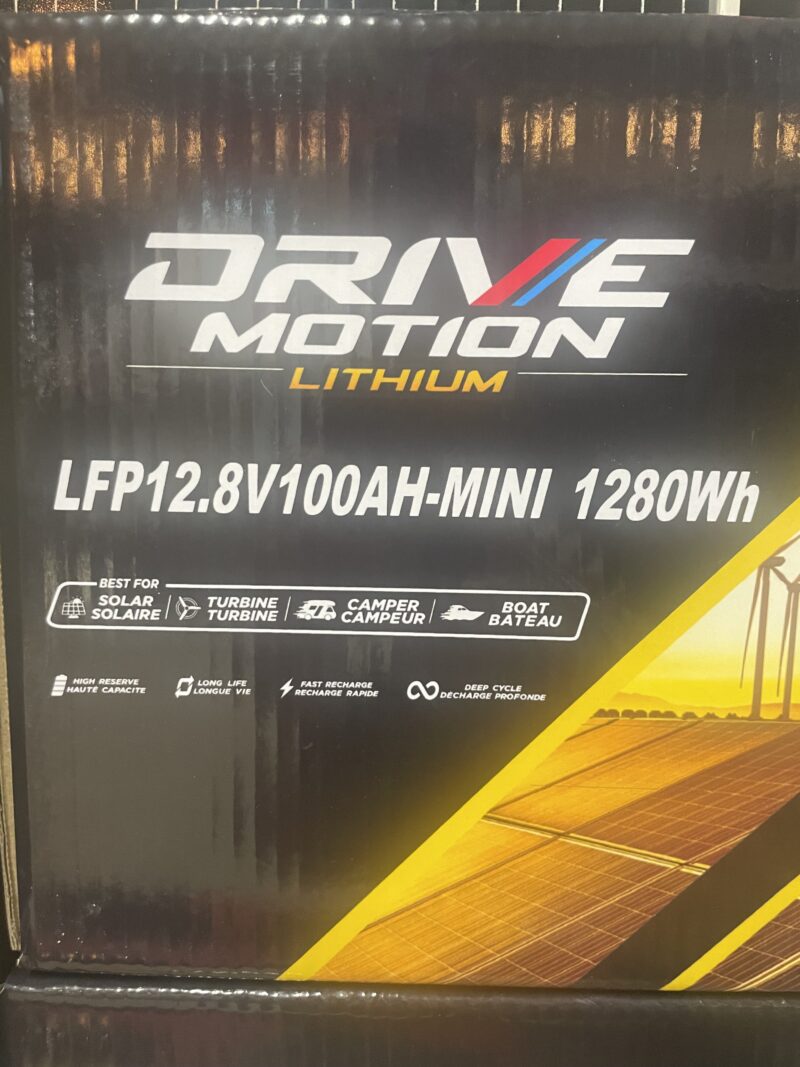 DRIVE
MOTION
LITHIUM
LFP12.8V100AH-MINI 1280Wh
BEST FOR
SOLAR
SOLAIRE
TURBINE
TURBINE
CAMPER
CAMPEUR
BOAT
BATEAU
HIGH RESERVE
HAUTÉ CAPACITE
LONG LIFE
LONGUE VIE
FAST RECHARGE
RECHARGE RAPIDE
DEEP CYCLE
DÉCHARGE PROFONDE